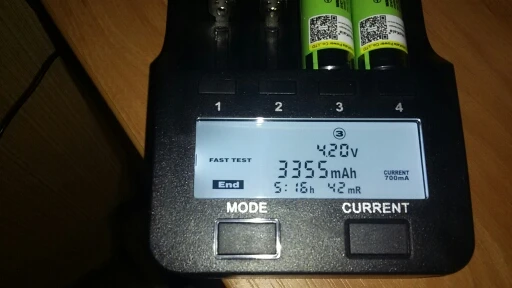 1 2 3 4
3
4.20v
FAST TEST
3355mAh
CURRENT
700mA
End
5:16h 42mR
MODE CURRENT